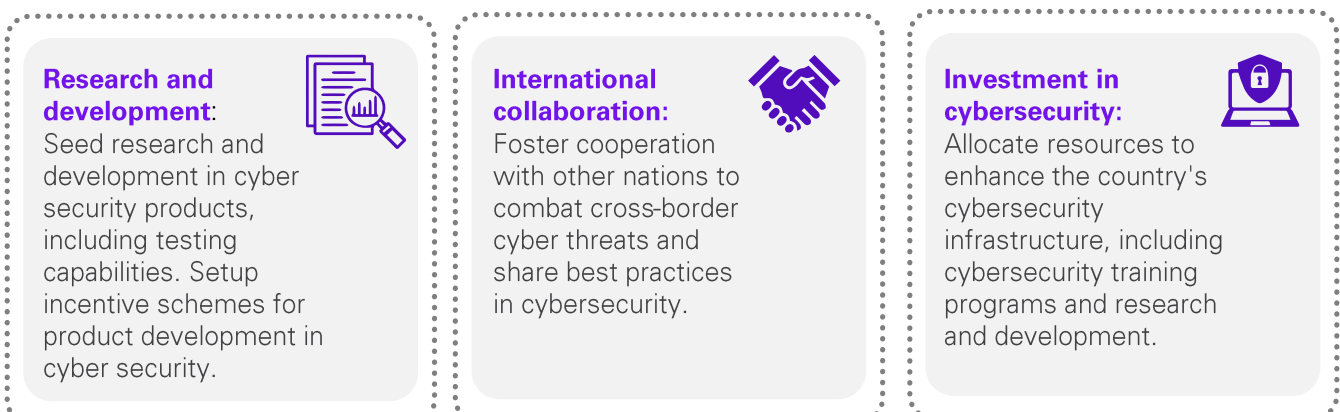 Research and
development:
Seed research and
development in cyber
security products,
including testing
capabilities. Setup
incentive schemes for
product development in
cyber security.
International
collaboration:
Foster cooperation
with other nations to
combat cross-border
cyber threats and
share best practices
in cybersecurity.
Investment in
cybersecurity:
Allocate resources to
enhance the country's
cybersecurity
infrastructure, including
cybersecurity training
programs and research
and development.